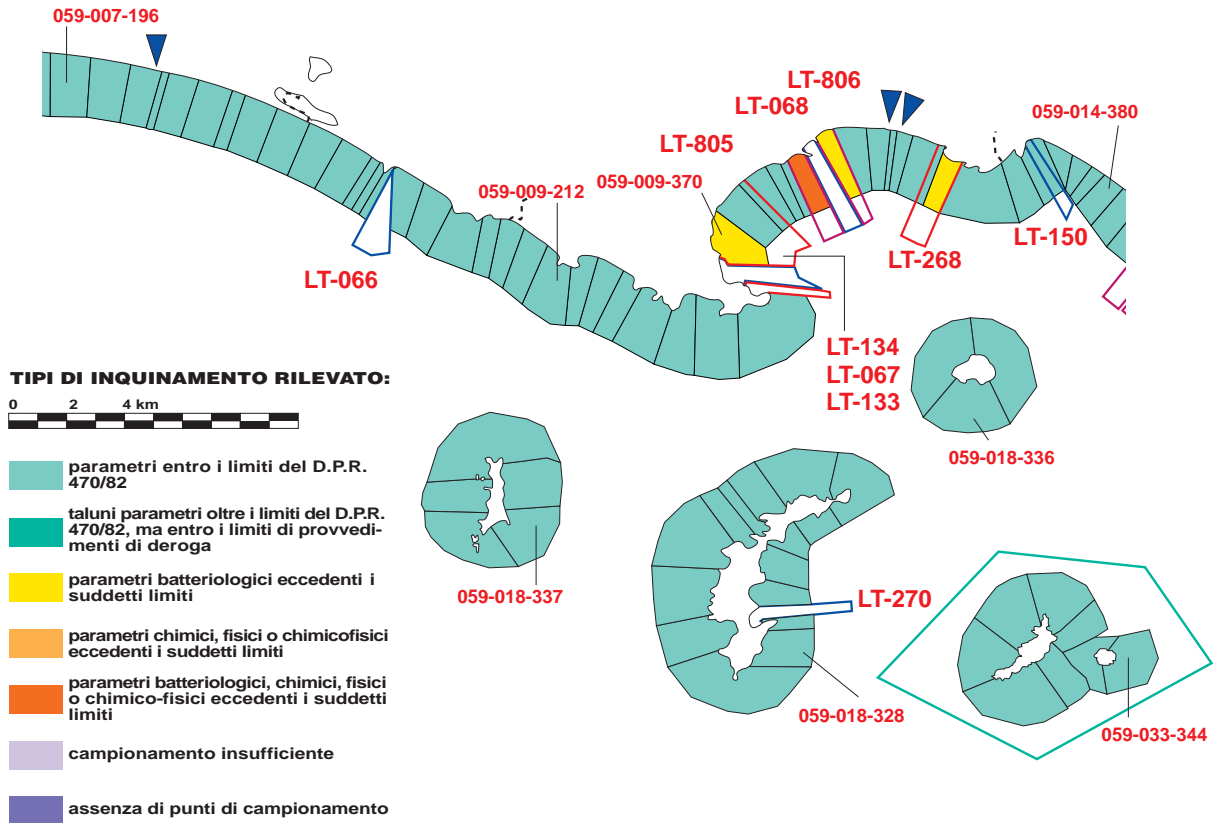 059-007-196
LT-806
LT-068
059-014-380
LT-805
059-009-370
059-009-212
LT-066
LT-268
LT-150
LT-134
LT-067
LT-133
059-018-336
TIPI DI INQUINAMENTO RILEVATO:
0 2 4 km
parametri entro i limiti del D.P.R.
470/82
taluni parametri oltre i limiti del D.P.R.
470/82, ma entro i limiti di provvedi-
menti di deroga
parametri batteriologici eccedenti i
suddetti limiti
parametri chimici, fisici o chimicofisici
eccedenti i suddetti limiti
parametri batteriologici, chimici, fisici
o chimico-fisici eccedenti i suddetti
limiti
campionamento insufficiente
assenza di punti di campionamento
059-018-337
LT-270
059-018-328
059-033-344